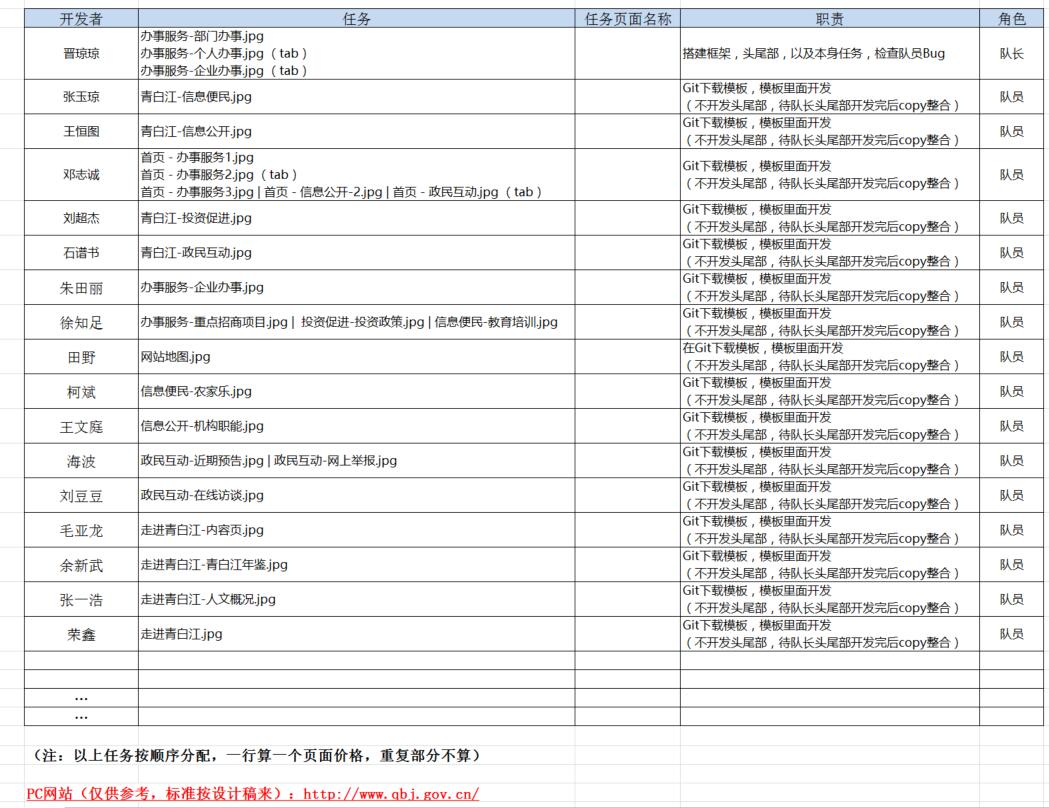 开发者 任务 任务页面名称 职责 角色
晋琼琼
办事服务-部门办事.jpg
办事服务-个人办事.jpg（tab）
办事服务-企业办事.jpg（tab）
搭建框架，头尾部，以及本身任务，检查队员Bug
队长
张玉琼
青白江-信息便民.jpg
Git下载模板，模板里面开发
（不开发头尾部，待队长头尾部开发完后copy整合）
队员
王恒图
青白江-信息公开.jpg
Git下载模板，模板里面开发
（不开发头尾部，待队长头尾部开发完后copy整合）
队员
邓志诚
首页 - 办事服务1.jpg
首页 - 办事服务2.jpg（tab）
首页 - 办事服务3.jpg | 首页 - 信息公开-2.jpg | 首页 - 政民互动.jpg（tab）
Git下载模板，模板里面开发
（不开发头尾部，待队长头尾部开发完后copy整合）
队员
刘超杰
青白江-投资促进.jpg
Git下载模板，模板里面开发
（不开发头尾部，待队长头尾部开发完后copy整合）
队员
石谱书
青白江-政民互动.jpg
Git下载模板，模板里面开发
（不开发头尾部，待队长头尾部开发完后copy整合）
队员
朱田丽
办事服务-企业办事.jpg
Git下载模板，模板里面开发
（不开发头尾部，待队长头尾部开发完后copy整合）
队员
徐知足
办事服务-重点招商项目.jpg | 投资促进-投资政策.jpg | 信息便民-教育培训.jpg
Git下载模板，模板里面开发
（不开发头尾部，待队长头尾部开发完后copy整合）
队员
田野
网站地图.jpg
在Git下载模板，模板里面开发
（不开发头尾部，待队长头尾部开发完后copy整合）
队员
柯斌
信息便民-农家乐.jpg
Git下载模板，模板里面开发
（不开发头尾部，待队长头尾部开发完后copy整合）
队员
王文庭
信息公开-机构职能.jpg
Git下载模板，模板里面开发
（不开发头尾部，待队长头尾部开发完后copy整合）
队员
海波
政民互动-近期预告.jpg | 政民互动-网上举报.jpg
Git下载模板，模板里面开发
（不开发头尾部，待队长头尾部开发完后copy整合）
队员
刘豆豆
政民互动-在线访谈.jpg
Git下载模板，模板里面开发
（不开发头尾部，待队长头尾部开发完后copy整合）
队员
毛亚龙
走进青白江-内容页.jpg
Git下载模板，模板里面开发
（不开发头尾部，待队长头尾部开发完后copy整合）
队员
余新武
走进青白江-青白江年鉴.jpg
Git下载模板，模板里面开发
（不开发头尾部，待队长头尾部开发完后copy整合）
队员
张一浩
走进青白江-人文概况.jpg
Git下载模板，模板里面开发
（不开发头尾部，待队长头尾部开发完后copy整合）
队员
荣鑫
走进青白江.jpg
Git下载模板，模板里面开发
（不开发头尾部，待队长头尾部开发完后copy整合）
队员
...
...
（注：以上任务按顺序分配，一行算一个页面价格，重复部分不算）
PC网站（仅供参考，标准按设计稿来）：http://www.qbj.gov.cn/